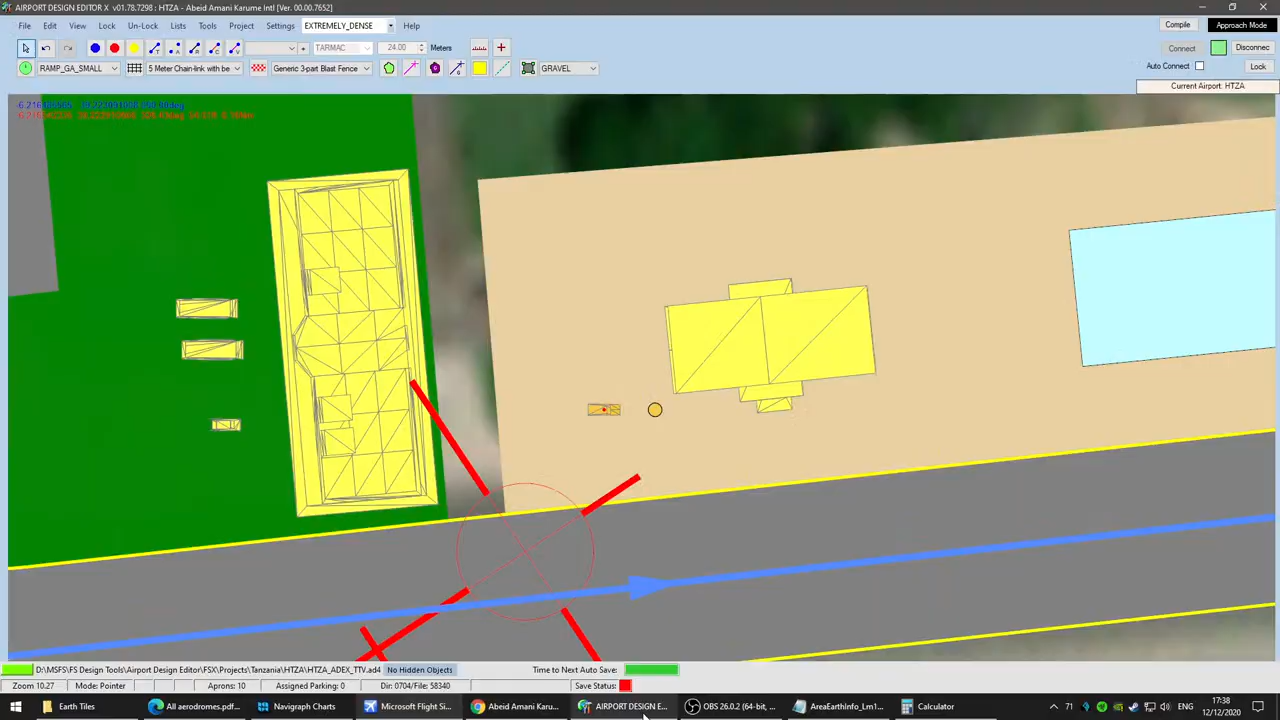 AIRPORT DESIGN EDITOR X v01.78.7298 - HTZA - Abeid Amani Karume Intl [Ver. 00.00.7652]
File Edit View Lock Un-Lock Lists Tools Project Settings EXTREMELY_DENSE Help
Compile Approach Mode
TARMAC 24.00 Meters
Connect Disconnec
RAMP_GA_SMALL 5 Meter Chain-link with be Generic 3-part Blast Fence GRAVEL
Auto Connect Lock
Current Airport: HTZA
D:\MSFS\FS Design Tools\Airport Design Editor\FSX\Projects\Tanzania\HTZA\HTZA_ADEX_TTV.ad4 No Hidden Objects Time to Next Auto Save:
Zoom 10.27 Mode: Pointer Aprons: 10 Assigned Parking: 0 Dir: 0704/File: 58340 Save Status:
Earth Tiles All aerodromes.pdf... Navigraph Charts Microsoft Flight Si... Abeid Amani Karu... AIRPORT DESIGN E... OBS 26.0.2 (64-bit, ... AreaEarthInfo_Lm1... Calculator 71 17:38
12/12/2020